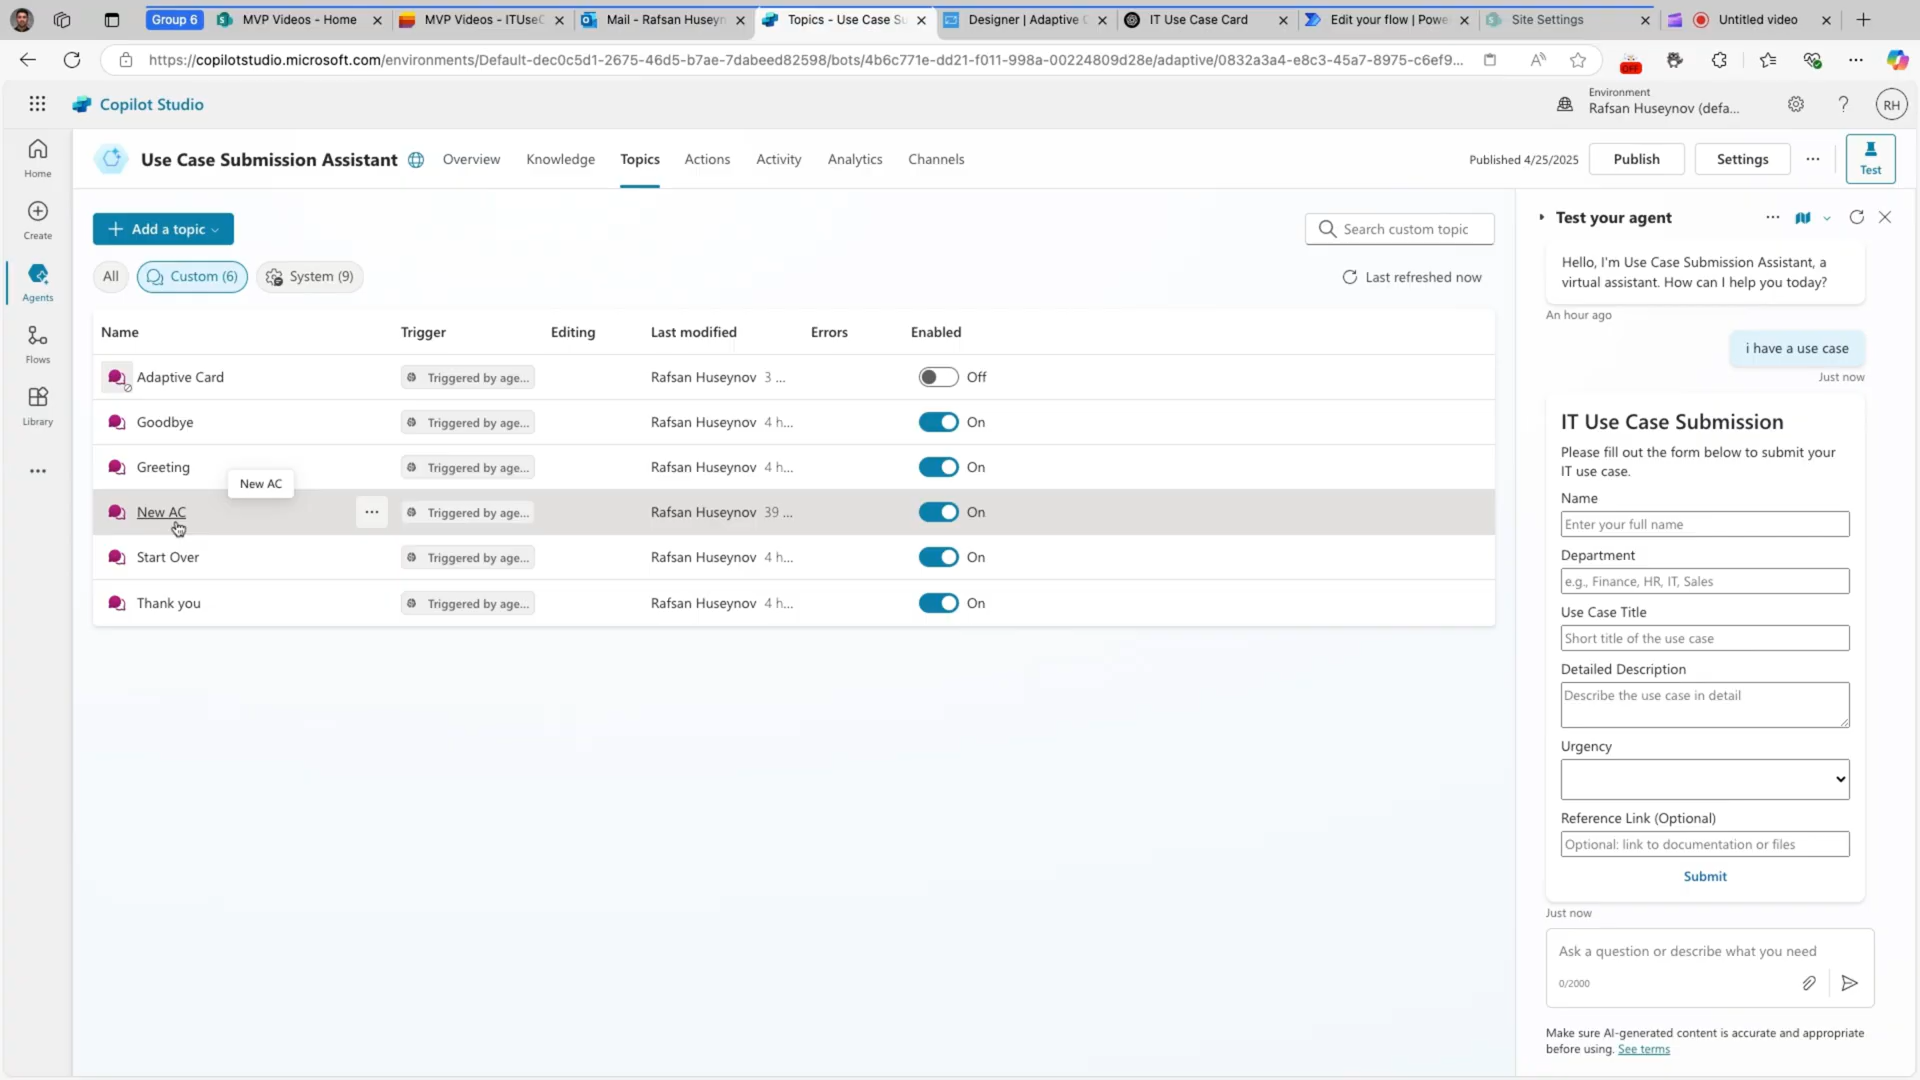 Group 6
MVP Videos - Home
MVP Videos - ITUseC
Mail - Rafsan Huseyn
Topics - Use Case Su
Designer | Adaptive C
IT Use Case Card
Edit your flow | Powe
Site Settings
Untitled video
https://copilotstudio.microsoft.com/environments/Default-dec0c5d1-2675-46d5-b7ae-7dabeed82598/bots/4b6c771e-dd21-f011-998a-00224809d28e/adaptive/0832a3a4-e8c3-45a7-8975-c6ef9...
OFF
Copilot Studio
Environment
Rafsan Huseynov (defa...
RH
Home
Create
Agents
Flows
Library
Use Case Submission Assistant
Overview
Knowledge
Topics
Actions
Activity
Analytics
Channels
Published 4/25/2025
Publish
Settings
Test
Add a topic
Search custom topic
All
Custom (6)
System (9)
Last refreshed now
Name Trigger Editing Last modified Errors Enabled
Adaptive Card Triggered by age... Rafsan Huseynov 3 ... Off
Goodbye Triggered by age... Rafsan Huseynov 4 h... On
Greeting Triggered by age... Rafsan Huseynov 4 h... On
New AC
New AC Triggered by age... Rafsan Huseynov 39 ... On
Start Over Triggered by age... Rafsan Huseynov 4 h... On
Thank you Triggered by age... Rafsan Huseynov 4 h... On
Test your agent
Hello, I'm Use Case Submission Assistant, a
virtual assistant. How can I help you today?
An hour ago
i have a use case
Just now
IT Use Case Submission
Please fill out the form below to submit your
IT use case.
Name
Enter your full name
Department
e.g., Finance, HR, IT, Sales
Use Case Title
Short title of the use case
Detailed Description
Describe the use case in detail
Urgency
Reference Link (Optional)
Optional: link to documentation or files
Submit
Just now
Ask a question or describe what you need
0/2000
Make sure AI-generated content is accurate and appropriate
before using. See terms